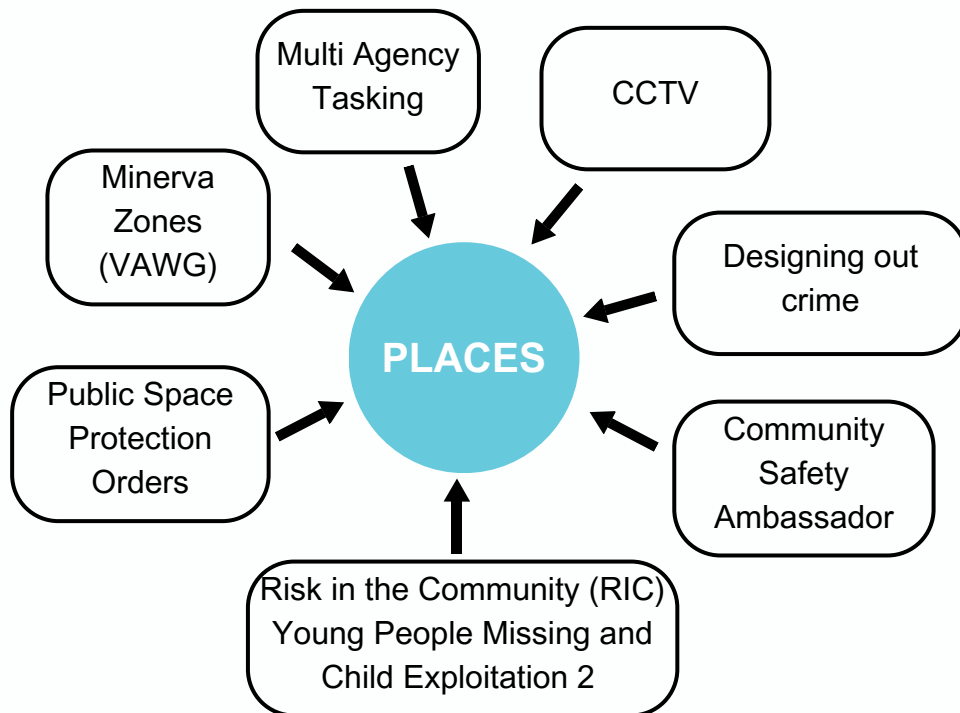 Multi Agency
Tasking
CCTV
Minerva
Zones
(VAWG)
Designing out
crime
PLACES
Public Space
Protection
Orders
Community
Safety
Ambassador
Risk in the Community (RIC)
Young People Missing and
Child Exploitation 2